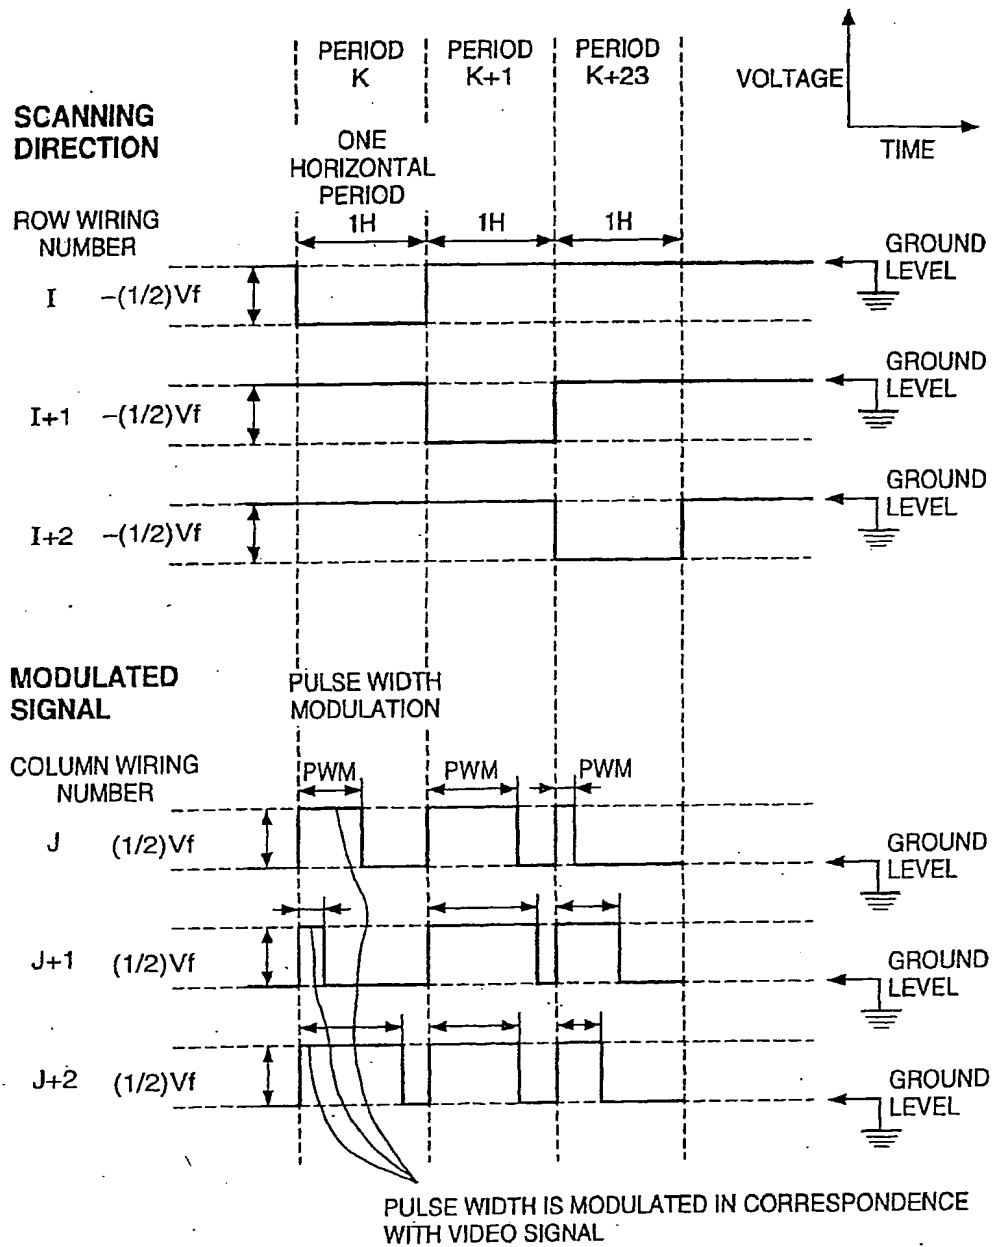 PERIOD K
PERIOD K+1
PERIOD K+23
VOLTAGE
TIME
SCANNING
DIRECTION
ONE
HORIZONTAL
PERIOD
ROW WIRING
NUMBER
1H
1H
1H
GROUND
LEVEL
I −(1/2)Vf
GROUND
LEVEL
I+1 −(1/2)Vf
GROUND
LEVEL
I+2 −(1/2)Vf
MODULATED
SIGNAL
PULSE WIDTH
MODULATION
COLUMN WIRING
NUMBER
PWM
PWM
PWM
J (1/2)Vf
GROUND
LEVEL
J+1 (1/2)Vf
GROUND
LEVEL
J+2 (1/2)Vf
GROUND
LEVEL
PULSE WIDTH IS MODULATED IN CORRESPONDENCE
WITH VIDEO SIGNAL